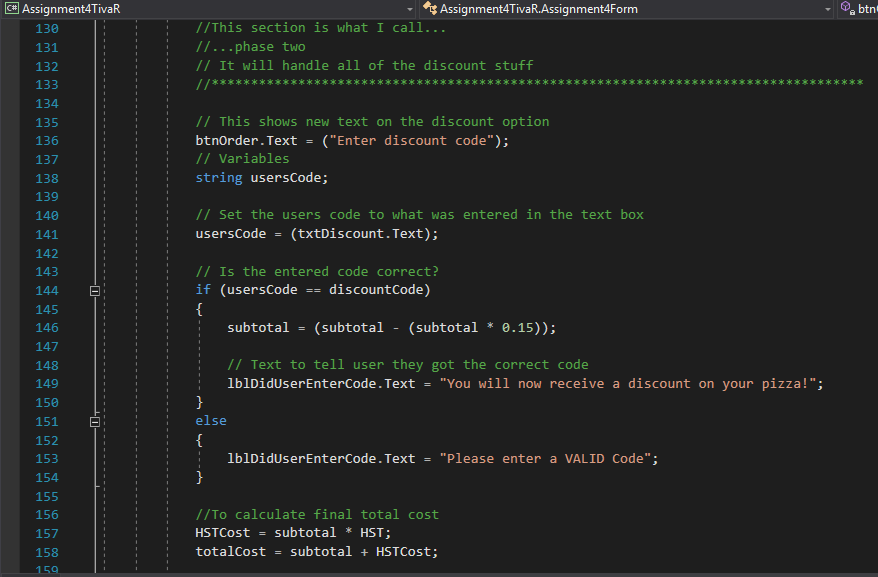 C# Assignment4TivaR Assignment4TivaR.Assignment4Form
130 //This section is what I call...
131 //...phase two
132 // It will handle all of the discount stuff
133 //***********************************************************************************
134
135 // This shows new text on the discount option
136 btnOrder.Text = ("Enter discount code");
137 // Variables
138 string usersCode;
139
140 // Set the users code to what was entered in the text box
141 usersCode = (txtDiscount.Text);
142
143 // Is the entered code correct?
144 if (usersCode == discountCode)
145 {
146 subtotal = (subtotal - (subtotal * 0.15));
147
148 // Text to tell user they got the correct code
149 lblDidUserEnterCode.Text = "You will now receive a discount on your pizza!";
150 }
151 else
152 {
153 lblDidUserEnterCode.Text = "Please enter a VALID Code";
154 }
155
156 //To calculate final total cost
157 HSTCost = subtotal * HST;
158 totalCost = subtotal + HSTCost;
159